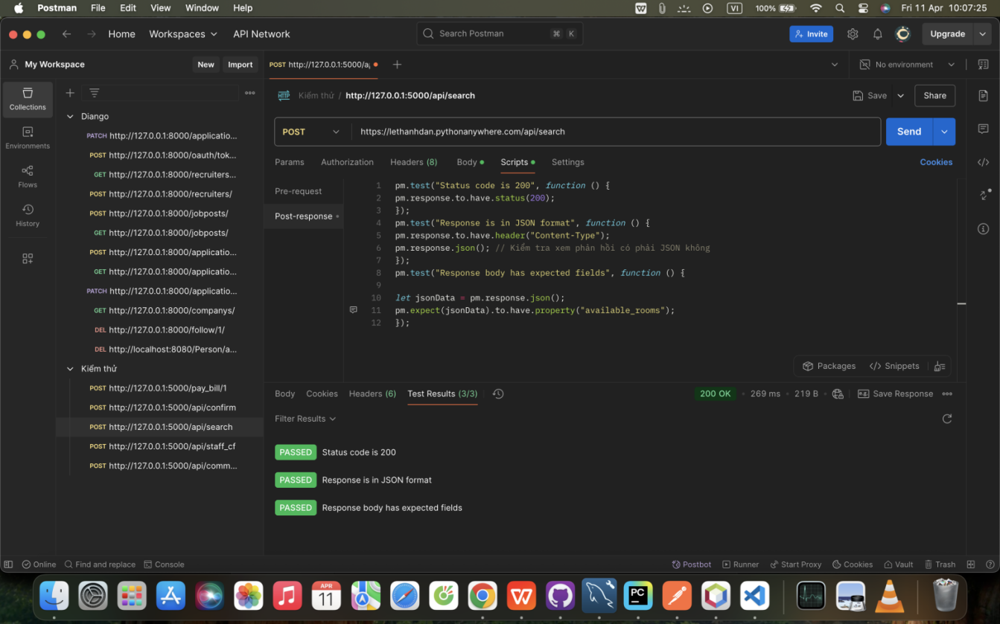 Postman File Edit View Window Help VI 100% Fri 11 Apr 10:07:25
Home Workspaces API Network Search Postman ⌘ K Invite Upgrade
My Workspace New Import POST http://127.0.0.1:5000/a No environment
Collections
Environments
Flows
History
Django
PATCH http://127.0.0.1:8000/applicatio...
POST http://127.0.0.1:8000/oauth/tok...
GET http://127.0.0.1:8000/recruiters...
POST http://127.0.0.1:8000/recruiters/
POST http://127.0.0.1:8000/jobposts/
GET http://127.0.0.1:8000/jobposts/
POST http://127.0.0.1:8000/applicatio...
GET http://127.0.0.1:8000/applicatio...
PATCH http://127.0.0.1:8000/applicatio...
GET http://127.0.0.1:8000/companys/
DEL http://127.0.0.1:8000/follow/1/
DEL http://localhost:8080/Person/a...
Kiểm thử
POST http://127.0.0.1:5000/pay_bill/1
POST http://127.0.0.1:5000/api/confirm
POST http://127.0.0.1:5000/api/search
POST http://127.0.0.1:5000/api/staff_cf
POST http://127.0.0.1:5000/api/comm...
HTTP Kiểm thử / http://127.0.0.1:5000/api/search Save Share
POST https://lethanhdan.pythonanywhere.com/api/search Send
Params Authorization Headers (8) Body Scripts Settings Cookies
Pre-request
Post-response
1 pm.test("Status code is 200", function () {
2 pm.response.to.have.status(200);
3 });
4 pm.test("Response is in JSON format", function () {
5 pm.response.to.have.header("Content-Type");
6 pm.response.json(); // Kiểm tra xem phản hồi có phải JSON không
7 });
8 pm.test("Response body has expected fields", function () {
9
10 let jsonData = pm.response.json();
11 pm.expect(jsonData).to.have.property("available_rooms");
12 });
Packages Snippets
Body Cookies Headers (6) Test Results (3/3) 200 OK 269 ms 219 B Save Response
Filter Results
PASSED Status code is 200
PASSED Response is in JSON format
PASSED Response body has expected fields
Online Find and replace Console Postbot Runner Start Proxy Cookies Vault Trash
APR
11
PC